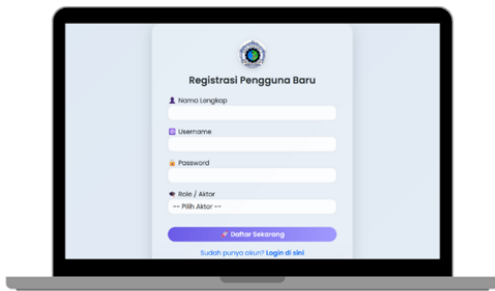 Registrasi Pengguna Baru
Nama Lengkap
Username
Password
Role / Aktor
-- Pilih Aktor --
Daftar Sekarang
Sudah punya akun? Login di sini